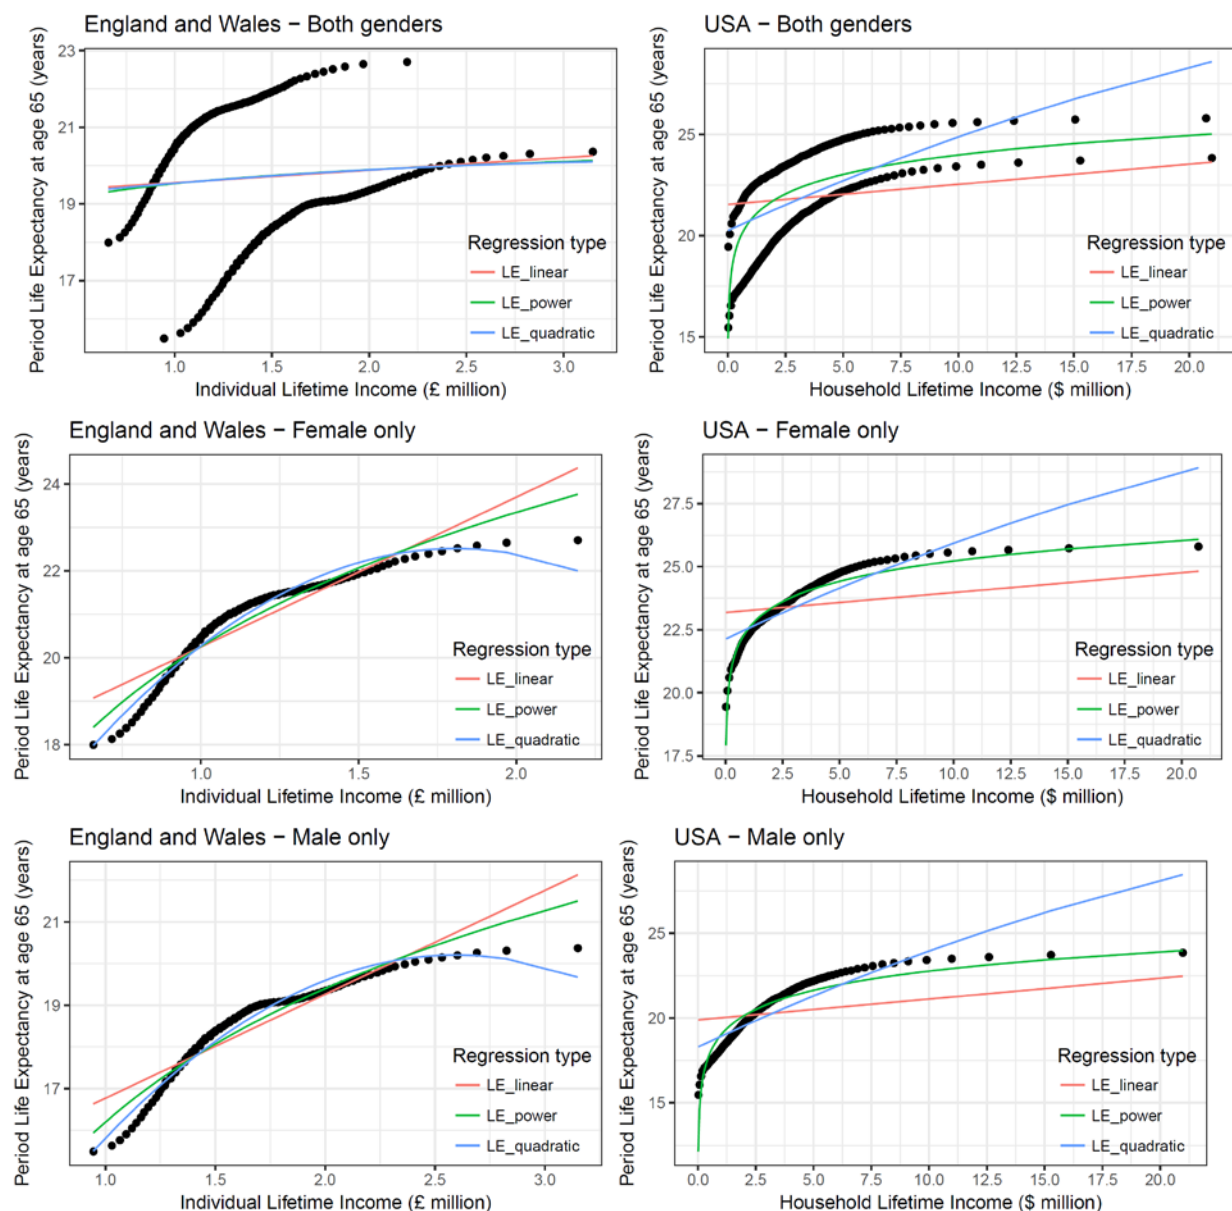 England and Wales − Both genders
Period Life Expectancy at age 65 (years)
23
21
19
17
1.0 1.5 2.0 2.5 3.0
Individual Lifetime Income (£ million)
Regression type
LE_linear
LE_power
LE_quadratic
USA − Both genders
Period Life Expectancy at age 65 (years)
25
20
15
0.0 2.5 5.0 7.5 10.0 12.5 15.0 17.5 20.0
Household Lifetime Income ($ million)
Regression type
LE_linear
LE_power
LE_quadratic
England and Wales − Female only
Period Life Expectancy at age 65 (years)
24
22
20
18
1.0 1.5 2.0
Individual Lifetime Income (£ million)
Regression type
LE_linear
LE_power
LE_quadratic
USA − Female only
Period Life Expectancy at age 65 (years)
27.5
25.0
22.5
20.0
17.5
0.0 2.5 5.0 7.5 10.0 12.5 15.0 17.5 20.0
Household Lifetime Income ($ million)
Regression type
LE_linear
LE_power
LE_quadratic
England and Wales − Male only
Period Life Expectancy at age 65 (years)
21
19
17
1.0 1.5 2.0 2.5 3.0
Individual Lifetime Income (£ million)
Regression type
LE_linear
LE_power
LE_quadratic
USA − Male only
Period Life Expectancy at age 65 (years)
25
20
15
0.0 2.5 5.0 7.5 10.0 12.5 15.0 17.5 20.0
Household Lifetime Income ($ million)
Regression type
LE_linear
LE_power
LE_quadratic